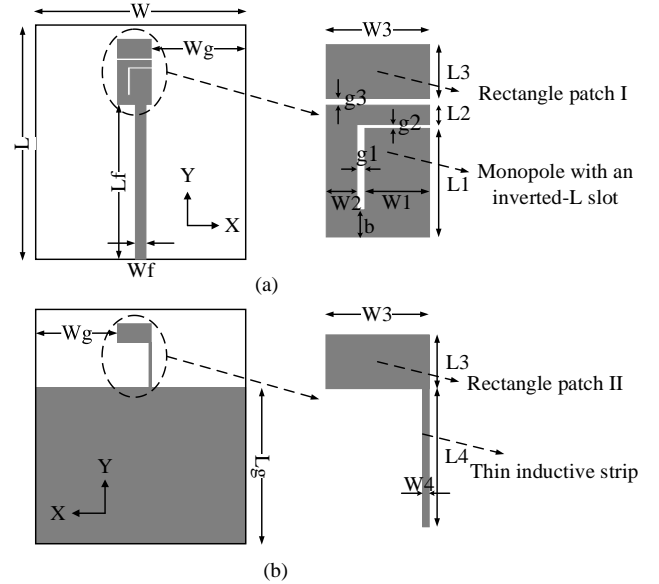 W
Wg
L
Lf
Y
X
Wf
W3
L3
Rectangle patch I
g3
L2
g2
g1
L1
Monopole with an
inverted-L slot
W2
W1
b
(a)
Wg
Lg
Y
X
W3
L3
Rectangle patch II
L4
W4
Thin inductive strip
(b)